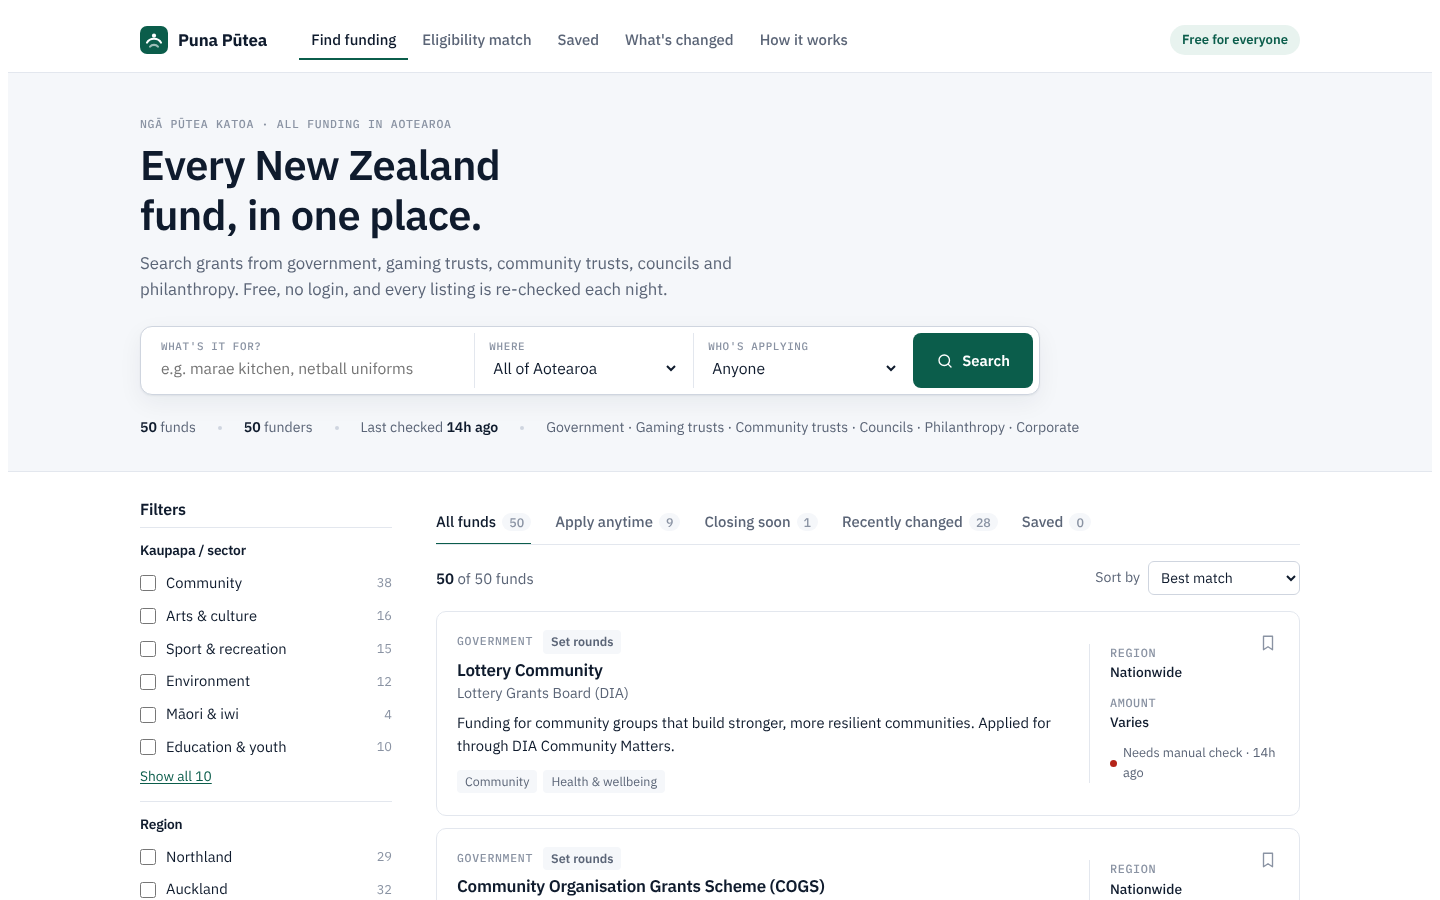 Puna Pūtea
Find funding
Eligibility match
Saved
What's changed
How it works
Free for everyone
NGĀ PŪTEA KATOA · ALL FUNDING IN AOTEAROA
Every New Zealand
fund, in one place.
Search grants from government, gaming trusts, community trusts, councils and
philanthropy. Free, no login, and every listing is re-checked each night.
WHAT'S IT FOR?
e.g. marae kitchen, netball uniforms
WHERE
All of Aotearoa
WHO'S APPLYING
Anyone
Search
50 funds
50 funders
Last checked 14h ago
Government · Gaming trusts · Community trusts · Councils · Philanthropy · Corporate
Filters
Kaupapa / sector
Community 38
Arts & culture 16
Sport & recreation 15
Environment 12
Māori & iwi 4
Education & youth 10
Show all 10
Region
Northland 29
Auckland 32
All funds 50
Apply anytime 9
Closing soon 1
Recently changed 28
Saved 0
50 of 50 funds
Sort by
Best match
GOVERNMENT
Set rounds
Lottery Community
Lottery Grants Board (DIA)
Funding for community groups that build stronger, more resilient communities. Applied for
through DIA Community Matters.
Community
Health & wellbeing
REGION
Nationwide
AMOUNT
Varies
Needs manual check · 14h
ago
GOVERNMENT
Set rounds
Community Organisation Grants Scheme (COGS)
REGION
Nationwide